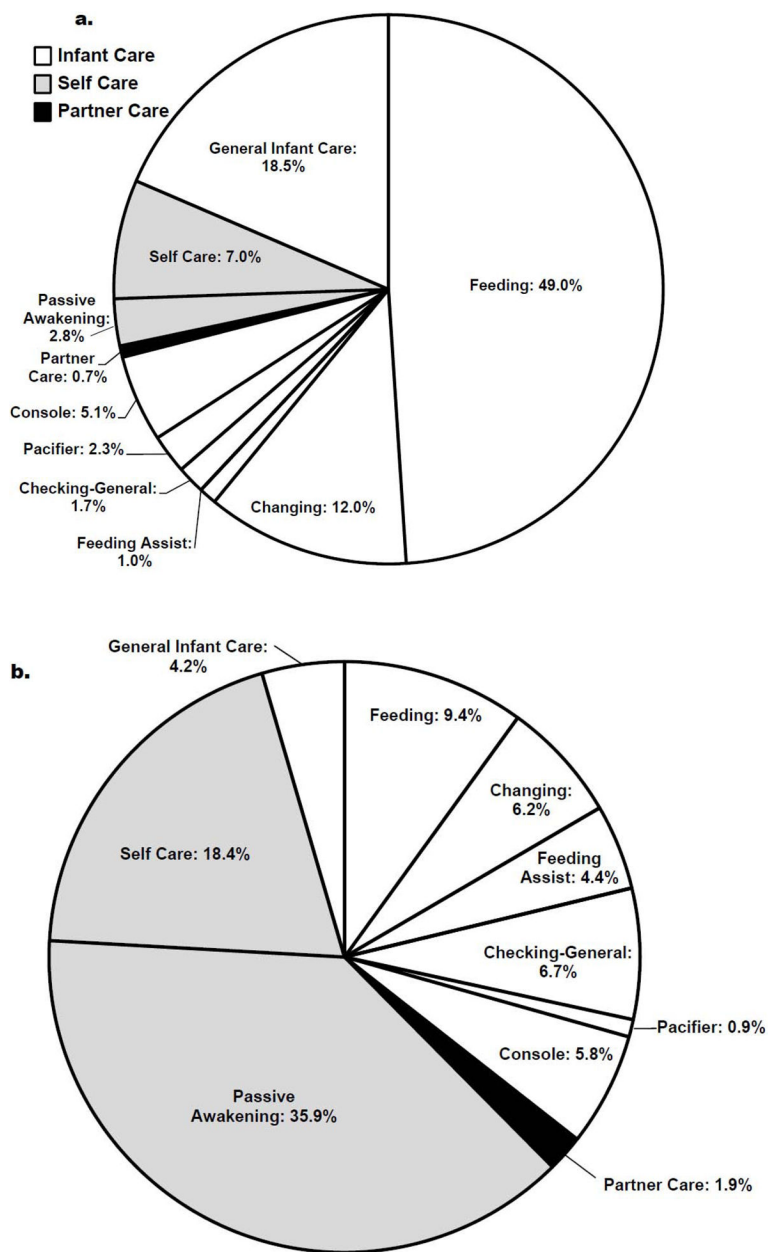 a.
Infant Care
Self Care
Partner Care
General Infant Care:
18.5%
Self Care: 7.0%
Feeding: 49.0%
Passive
Awakening:
2.8%
Partner
Care: 0.7%
Console: 5.1%
Pacifier: 2.3%
Checking-General:
1.7%
Changing: 12.0%
Feeding Assist:
1.0%
b.
General Infant Care:
4.2%
Feeding: 9.4%
Changing:
6.2%
Self Care: 18.4%
Feeding
Assist: 4.4%
Checking-General:
6.7%
Pacifier: 0.9%
Console: 5.8%
Passive
Awakening: 35.9%
Partner Care: 1.9%